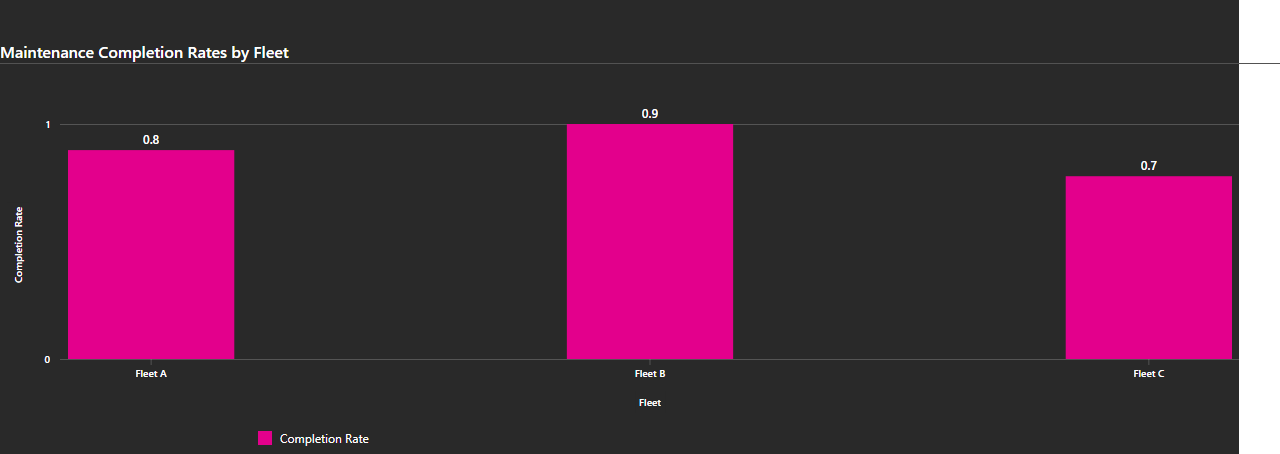 Maintenance Completion Rates by Fleet
0.9
1
0.8
0.7
Completion Rate
0
Fleet A
Fleet B
Fleet C
Fleet
Completion Rate